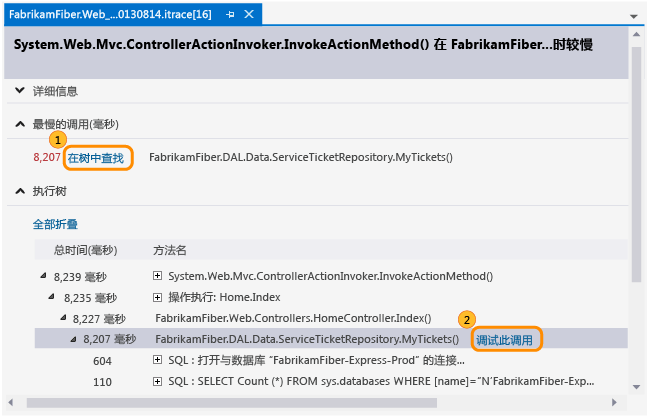 FabrikamFiber.Web_...0130814.itrace[16]
System.Web.Mvc.ControllerActionInvoker.InvokeActionMethod() 在 FabrikamFiber...时较慢
详细信息
最慢的调用(毫秒)
1
8,207 在树中查找 FabrikamFiber.DAL.Data.ServiceTicketRepository.MyTickets()
执行树
全部折叠
总时间(毫秒) 方法名
8,239 毫秒 System.Web.Mvc.ControllerActionInvoker.InvokeActionMethod()
8,235 毫秒 操作执行: Home.Index
8,227 毫秒 FabrikamFiber.Web.Controllers.HomeController.Index()
2
8,207 毫秒 FabrikamFiber.DAL.Data.ServiceTicketRepository.MyTickets() 调试此调用
604 SQL : 打开与数据库 "FabrikamFiber-Express-Prod" 的连接...
110 SQL : SELECT Count (*) FROM sys.databases WHERE [name]="N'FabrikamFiber-Exp...